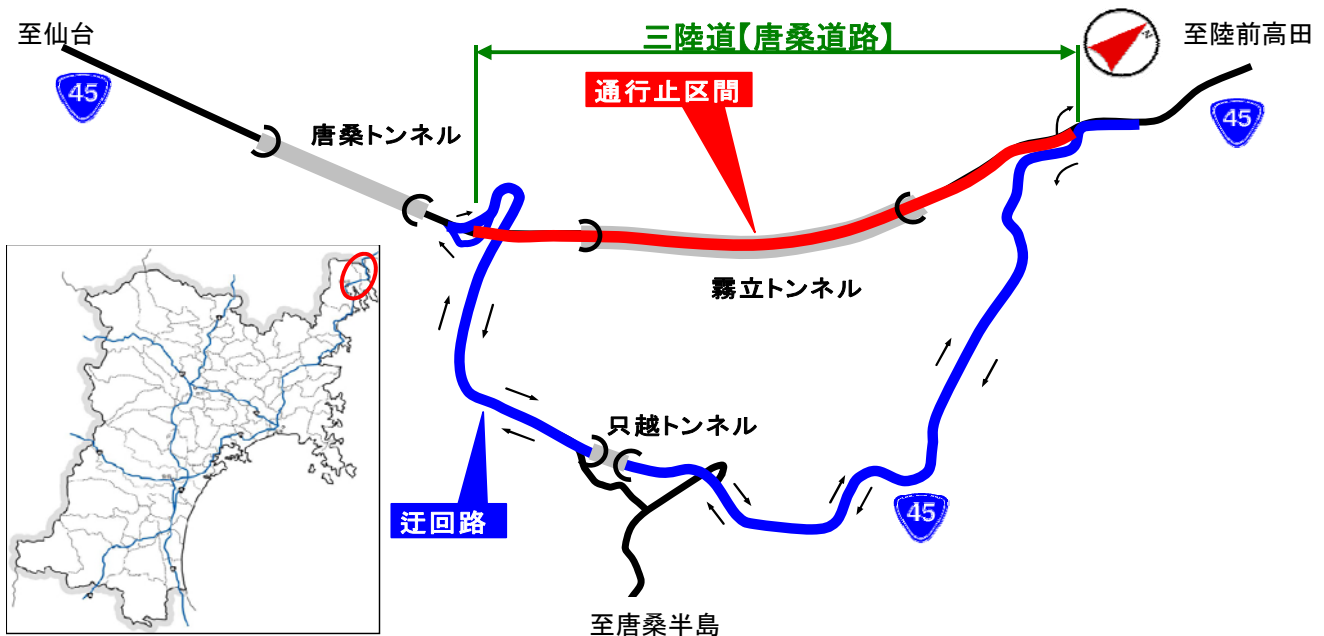 至仙台
三陸道【唐桑道路】
N
至陸前高田
45
通行止区間
45
唐桑トンネル
霧立トンネル
只越トンネル
迂回路
45
至唐桑半島